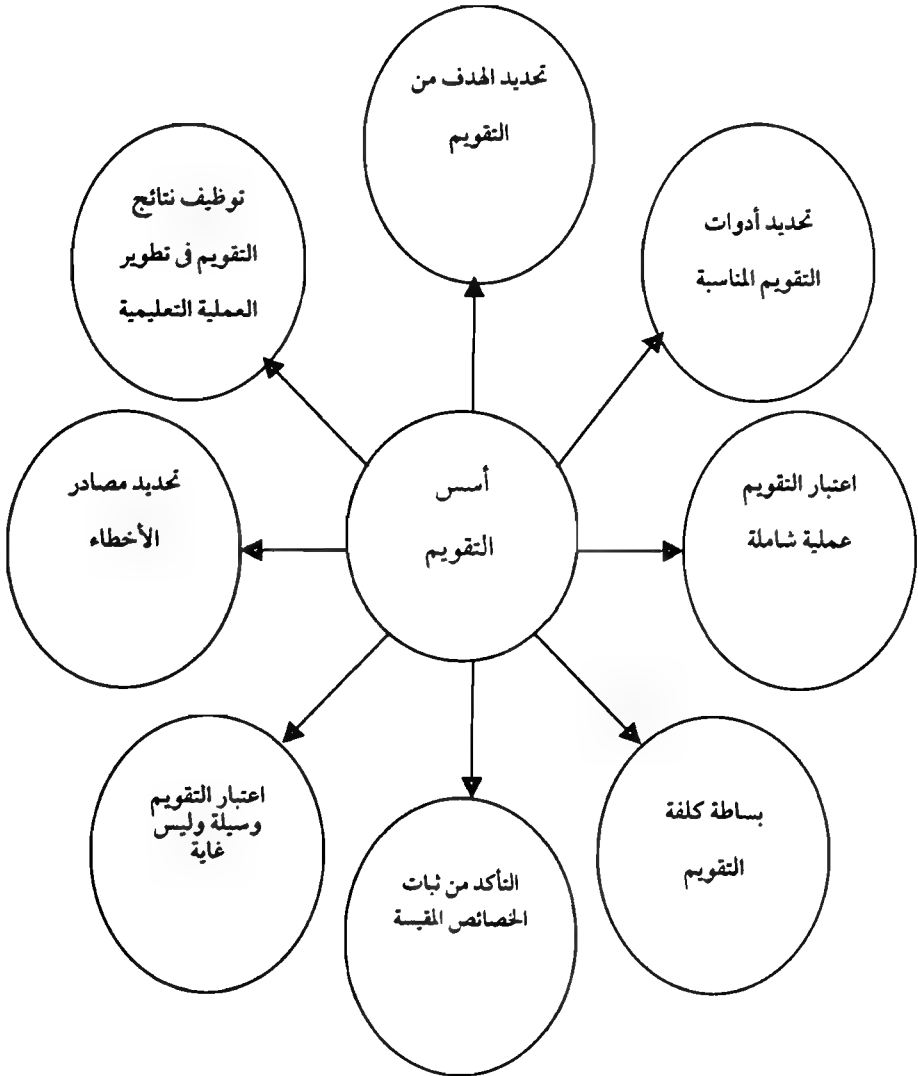 تحديد الهدف من
التقويم
تحديد أدوات
التقويم المناسبة
توظيف نتائج
التقويم فى تطوير
العملية التعليمية
اعتبار التقويم
عملية شاملة
أسس
التقويم
تحديد مصادر
الأخطاء
بساطة كلفة
التقويم
التأكد من ثبات
الخصائص المقيسة
اعتبار التقويم
وسيلة وليس
غاية